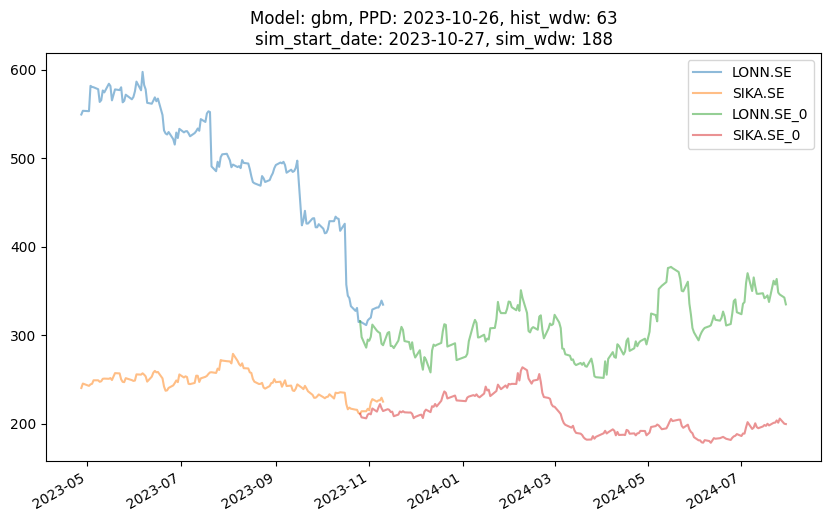 Model: gbm, PPD: 2023-10-26, hist_wdw: 63
sim_start_date: 2023-10-27, sim_wdw: 188
LONN.SE
SIKA.SE
LONN.SE_0
SIKA.SE_0
600
500
400
300
200
2023-05
2023-07
2023-09
2023-11
2024-01
2024-03
2024-05
2024-07